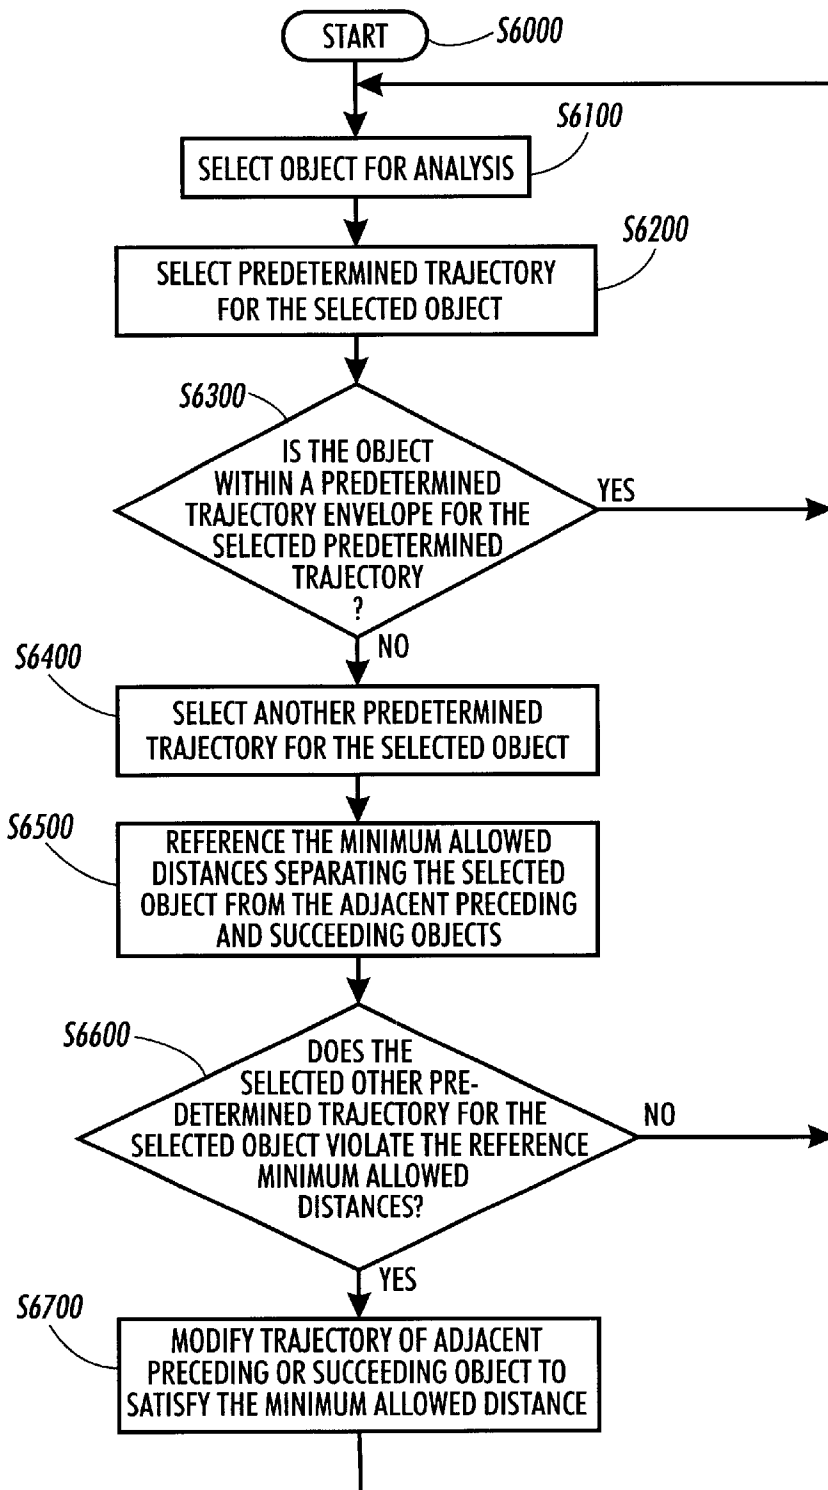 START
S6000
S6100
SELECT OBJECT FOR ANALYSIS
S6200
SELECT PREDETERMINED TRAJECTORY
FOR THE SELECTED OBJECT
S6300
IS THE OBJECT
WITHIN A PREDETERMINED
TRAJECTORY ENVELOPE FOR THE
SELECTED PREDETERMINED
TRAJECTORY
?
YES
NO
S6400
SELECT ANOTHER PREDETERMINED
TRAJECTORY FOR THE SELECTED OBJECT
S6500
REFERENCE THE MINIMUM ALLOWED
DISTANCES SEPARATING THE SELECTED
OBJECT FROM THE ADJACENT PRECEDING
AND SUCCEEDING OBJECTS
S6600
DOES THE
SELECTED OTHER PRE-
DETERMINED TRAJECTORY FOR THE
SELECTED OBJECT VIOLATE THE REFERENCE
MINIMUM ALLOWED
DISTANCES?
NO
YES
S6700
MODIFY TRAJECTORY OF ADJACENT
PRECEDING OR SUCCEEDING OBJECT TO
SATISFY THE MINIMUM ALLOWED DISTANCE